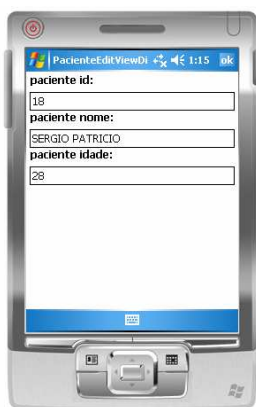 PacienteEditViewDi 1:15 ok
paciente id:
18
paciente nome:
SERGIO PATRICIO
paciente idade:
28